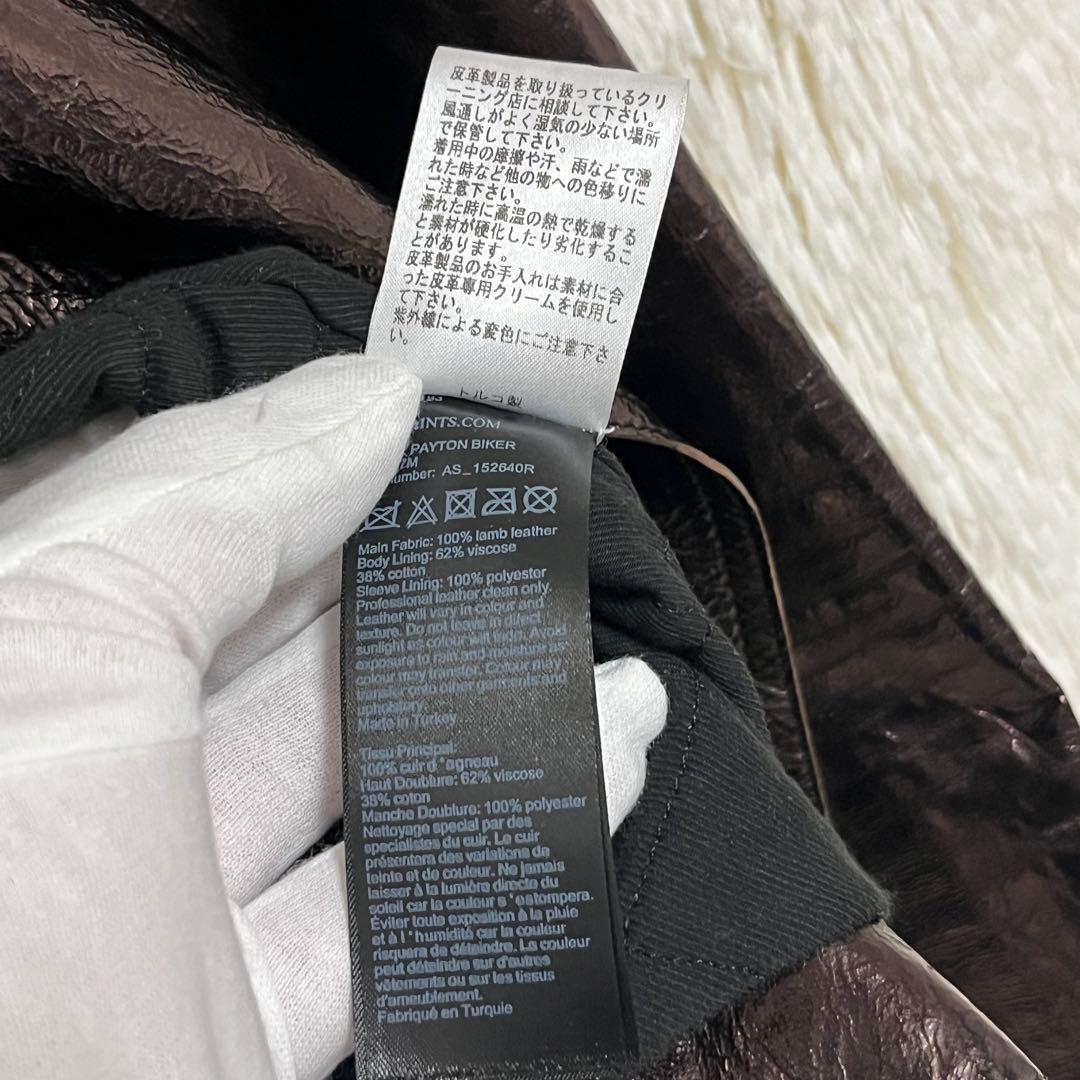 皮革製品を取り扱っているクリ
ーニング店に相談して下さい。
風通しがよく湿気の少ない場所
で保管して下さい。
着用中の摩擦や汗、雨などで濡
れた時など他の物への色移りに
ご注意下さい。
濡れた時に高温の熱で乾燥する
と素材が硬化したり劣化するこ
とがあります。
皮革製品のお手入れは素材に合
った皮革専用クリームを使用し
て下さい。
紫外線による変色にご注意下さ
い。
トルコ製
INTS.COM
PAYTON BIKER
umber: AS_152640R
Main Fabric: 100% lamb leather
Body Lining: 62% viscose
38% cotton
Sleeve Lining: 100% polyester
Professional leather clean only.
Leather will vary in colour and
texture. Do not leave in direct
sunlight as colour will fade. Avoid
exposure to rain and moisture as
colour may transfer. Colour may
transfer onto other garments and
upholstery.
Made in Turkey
Tissu Principal:
100% cuir d'agneau
Haut Doublure: 62% viscose
38% coton
Manche Doublure: 100% polyester
Nettoyage special par des
specialistes du cuir. Le cuir
présentera des variations de
teinte et de couleur. Ne jamais
laisser à la lumière directe du
soleil car la couleur s'estompera.
Éviter toute exposition à la pluie
et à l'humidité car la couleur
risquera de déteindre. La couleur
peut déteindre sur d'autres
vêtements ou sur les tissus
d'ameublement.
Fabriqué en Turquie